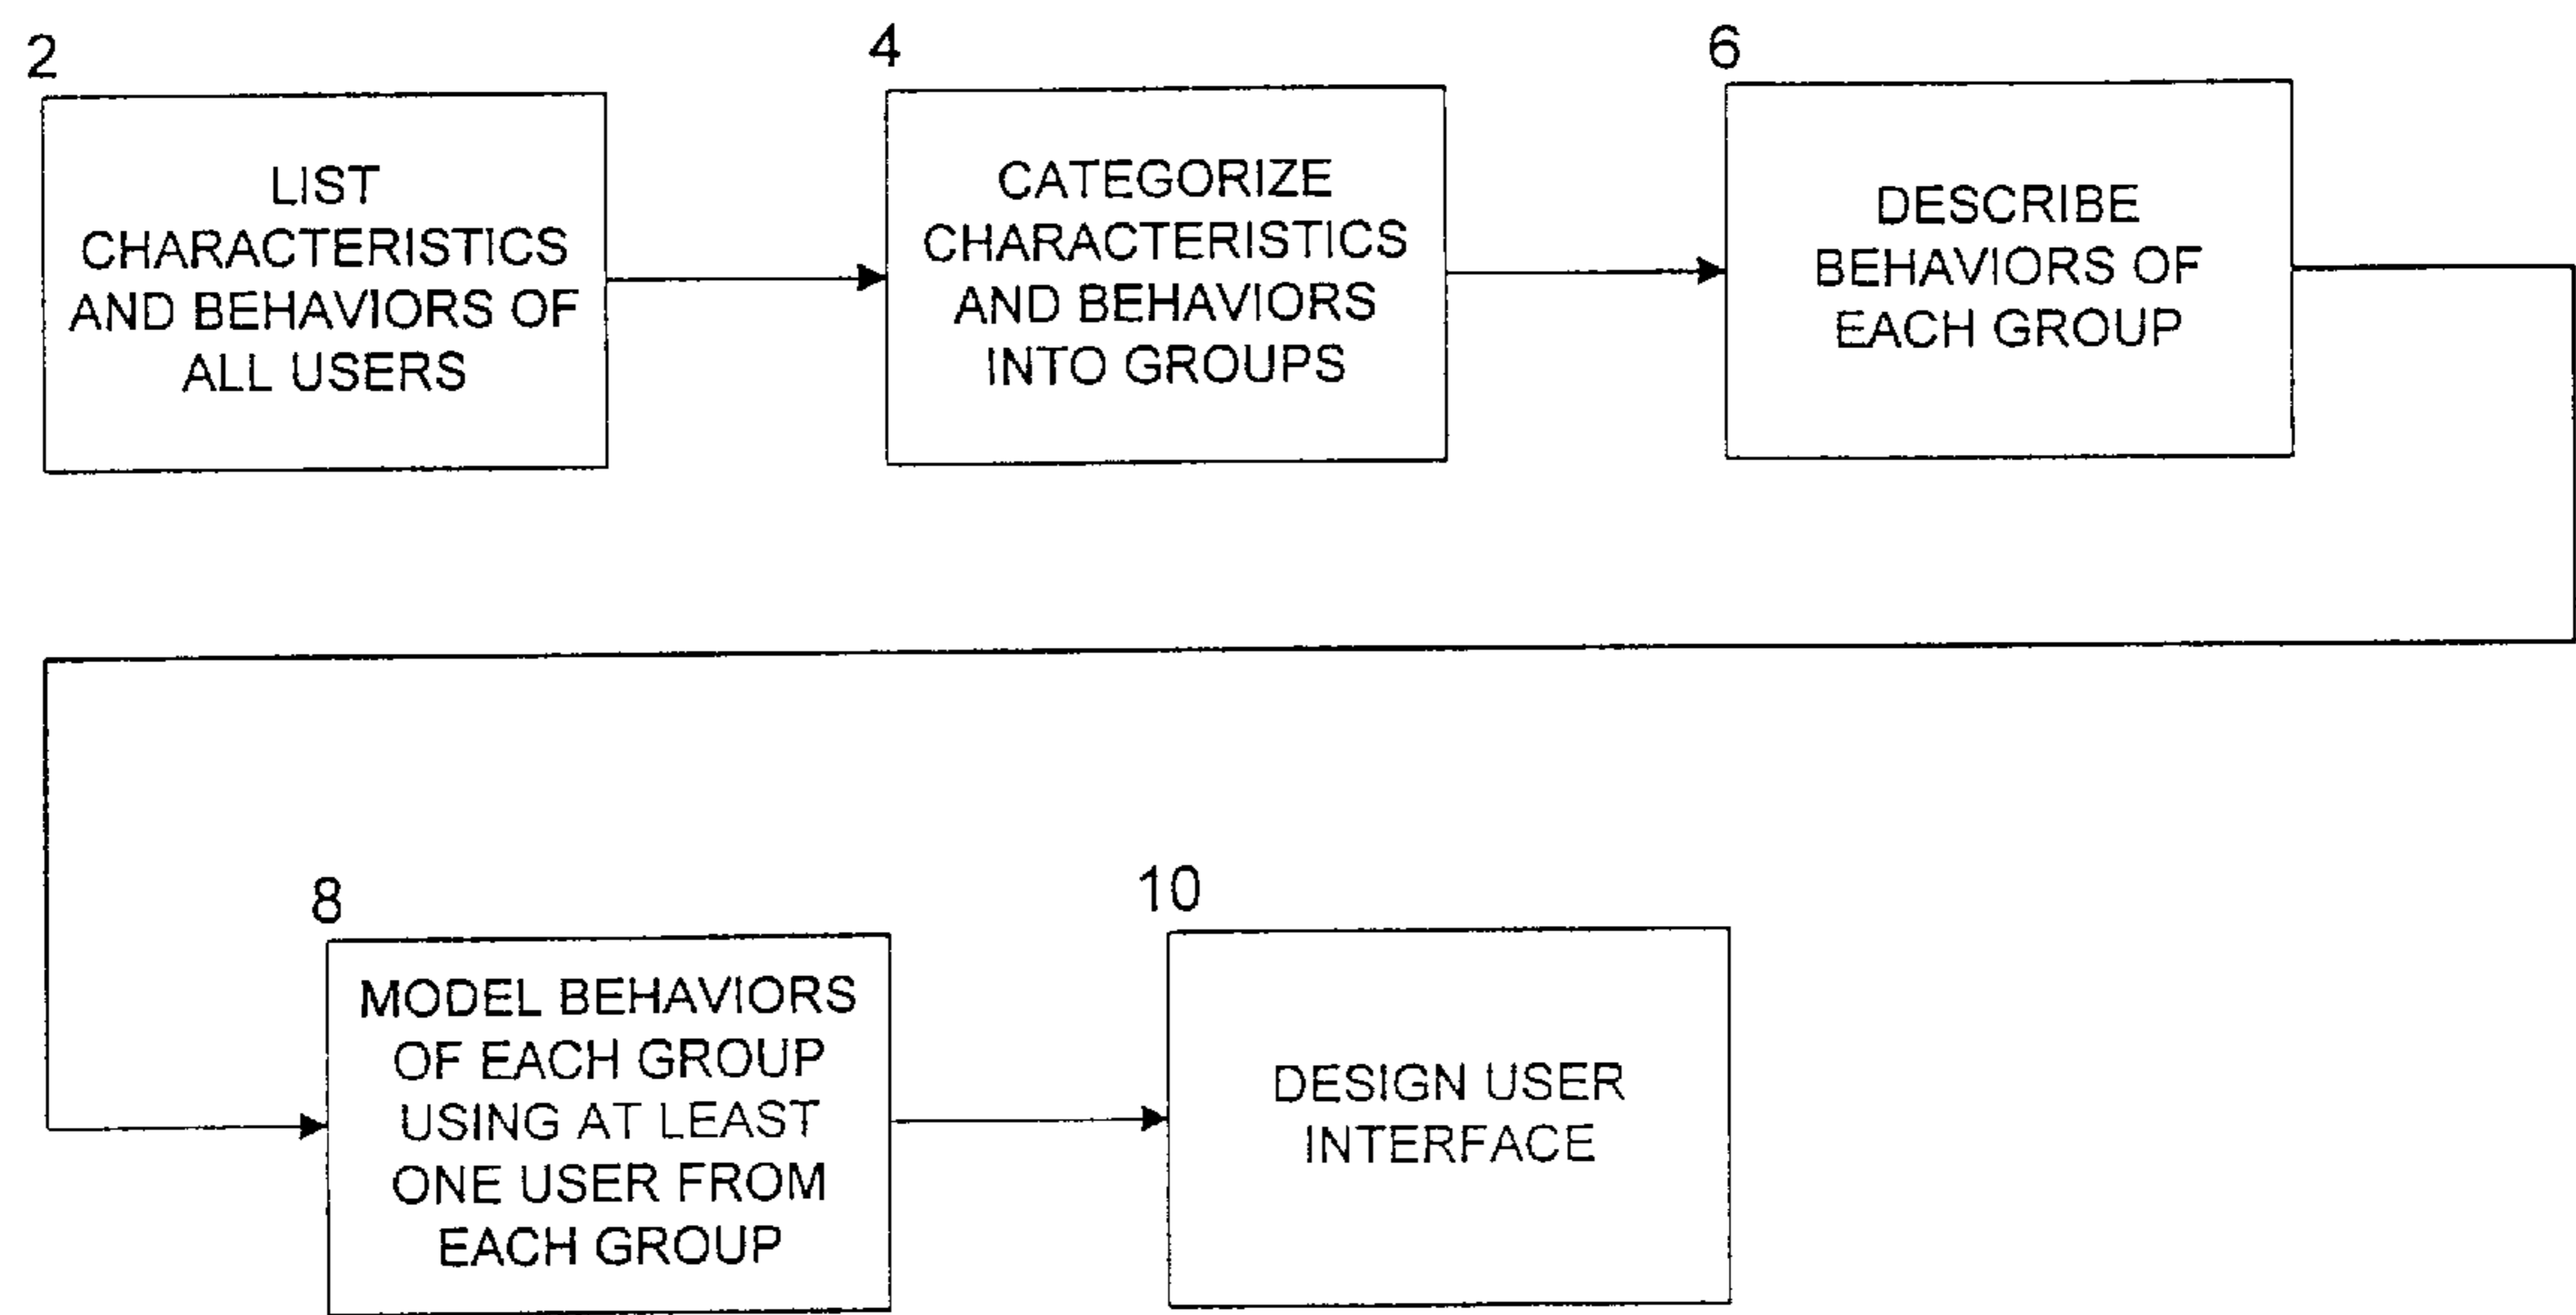 2
LIST
CHARACTERISTICS
AND BEHAVIORS OF
ALL USERS
4
CATEGORIZE
CHARACTERISTICS
AND BEHAVIORS
INTO GROUPS
6
DESCRIBE
BEHAVIORS OF
EACH GROUP
8
MODEL BEHAVIORS
OF EACH GROUP
USING AT LEAST
ONE USER FROM
EACH GROUP
10
DESIGN USER
INTERFACE